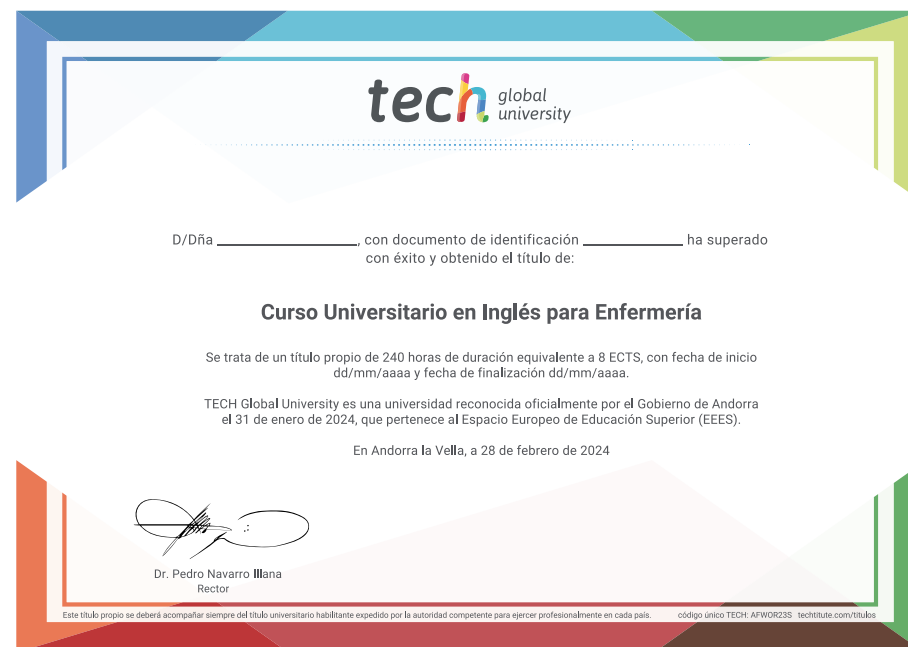 tech global university
D/Dña ____________, con documento de identificación ____________ ha superado
con éxito y obtenido el título de:
Curso Universitario en Inglés para Enfermería
Se trata de un título propio de 240 horas de duración equivalente a 8 ECTS, con fecha de inicio
dd/mm/aaaa y fecha de finalización dd/mm/aaaa.
TECH Global University es una universidad reconocida oficialmente por el Gobierno de Andorra
el 31 de enero de 2024, que pertenece al Espacio Europeo de Educación Superior (EEES).
En Andorra la Vella, a 28 de febrero de 2024
Dr. Pedro Navarro Illana
Rector
Este título propio se deberá acompañar siempre del título universitario habilitante expedido por la autoridad competente para ejercer profesionalmente en cada país. código único TECH: AFWOR23S techtitute.com/titulos